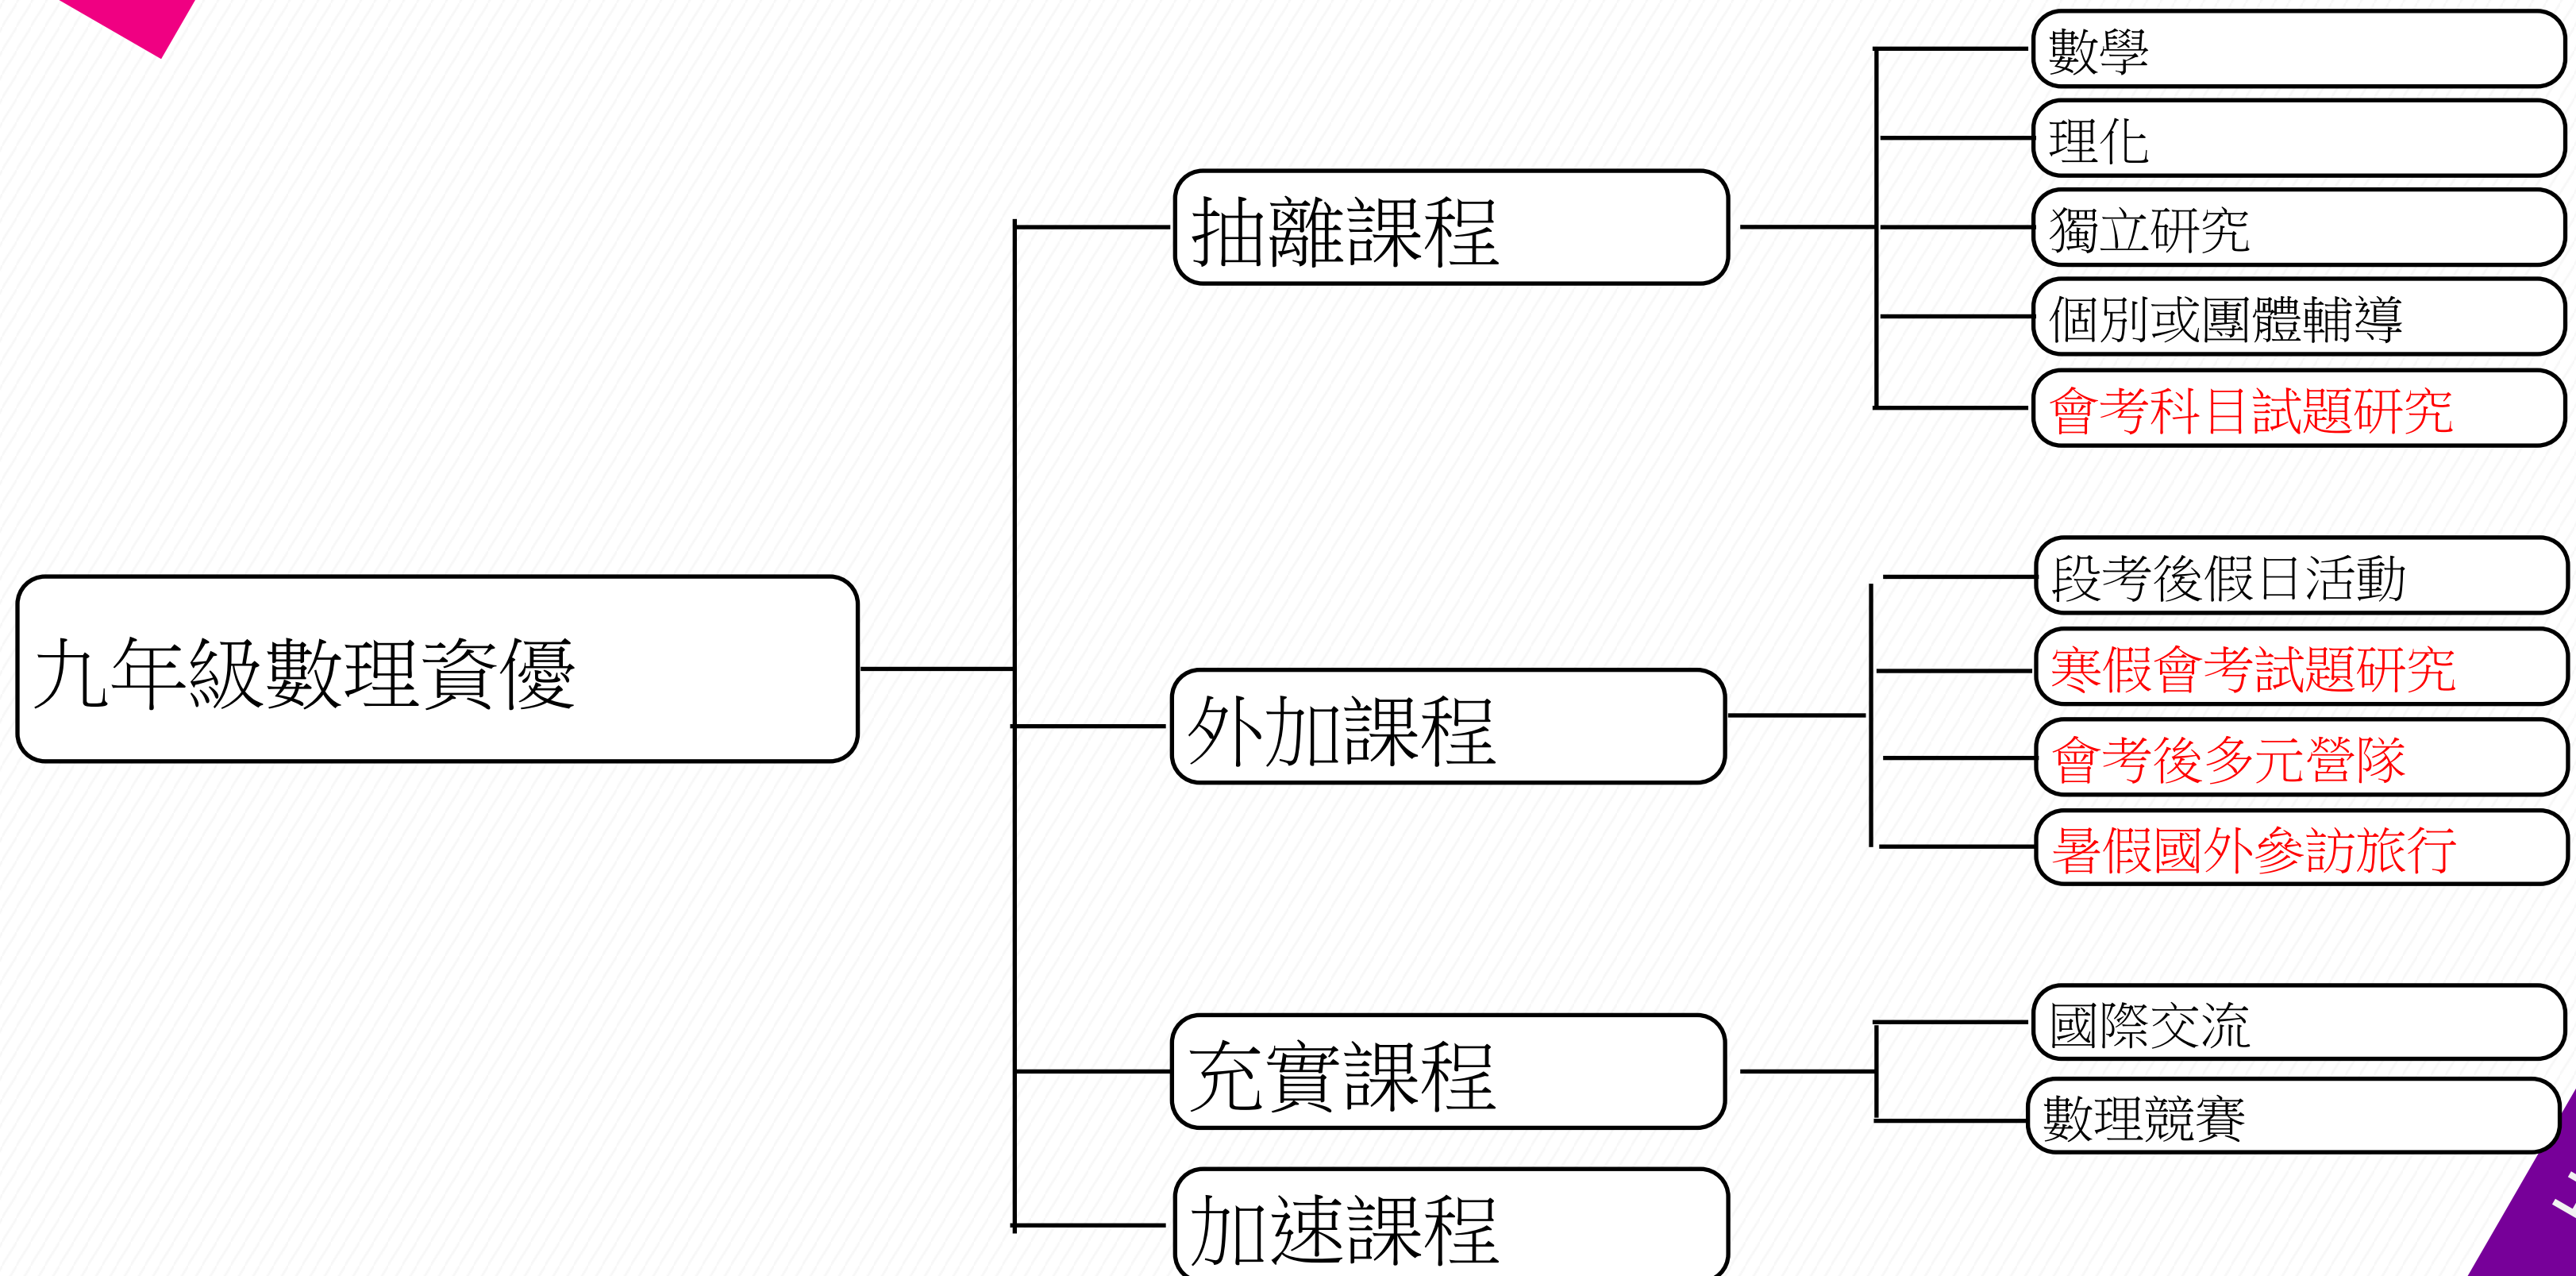 九年級數理資優
抽離課程
數學
理化
獨立研究
個別或團體輔導
會考科目試題研究
外加課程
段考後假日活動
寒假會考試題研究
會考後多元營隊
暑假國外參訪旅行
充實課程
國際交流
數理競賽
加速課程